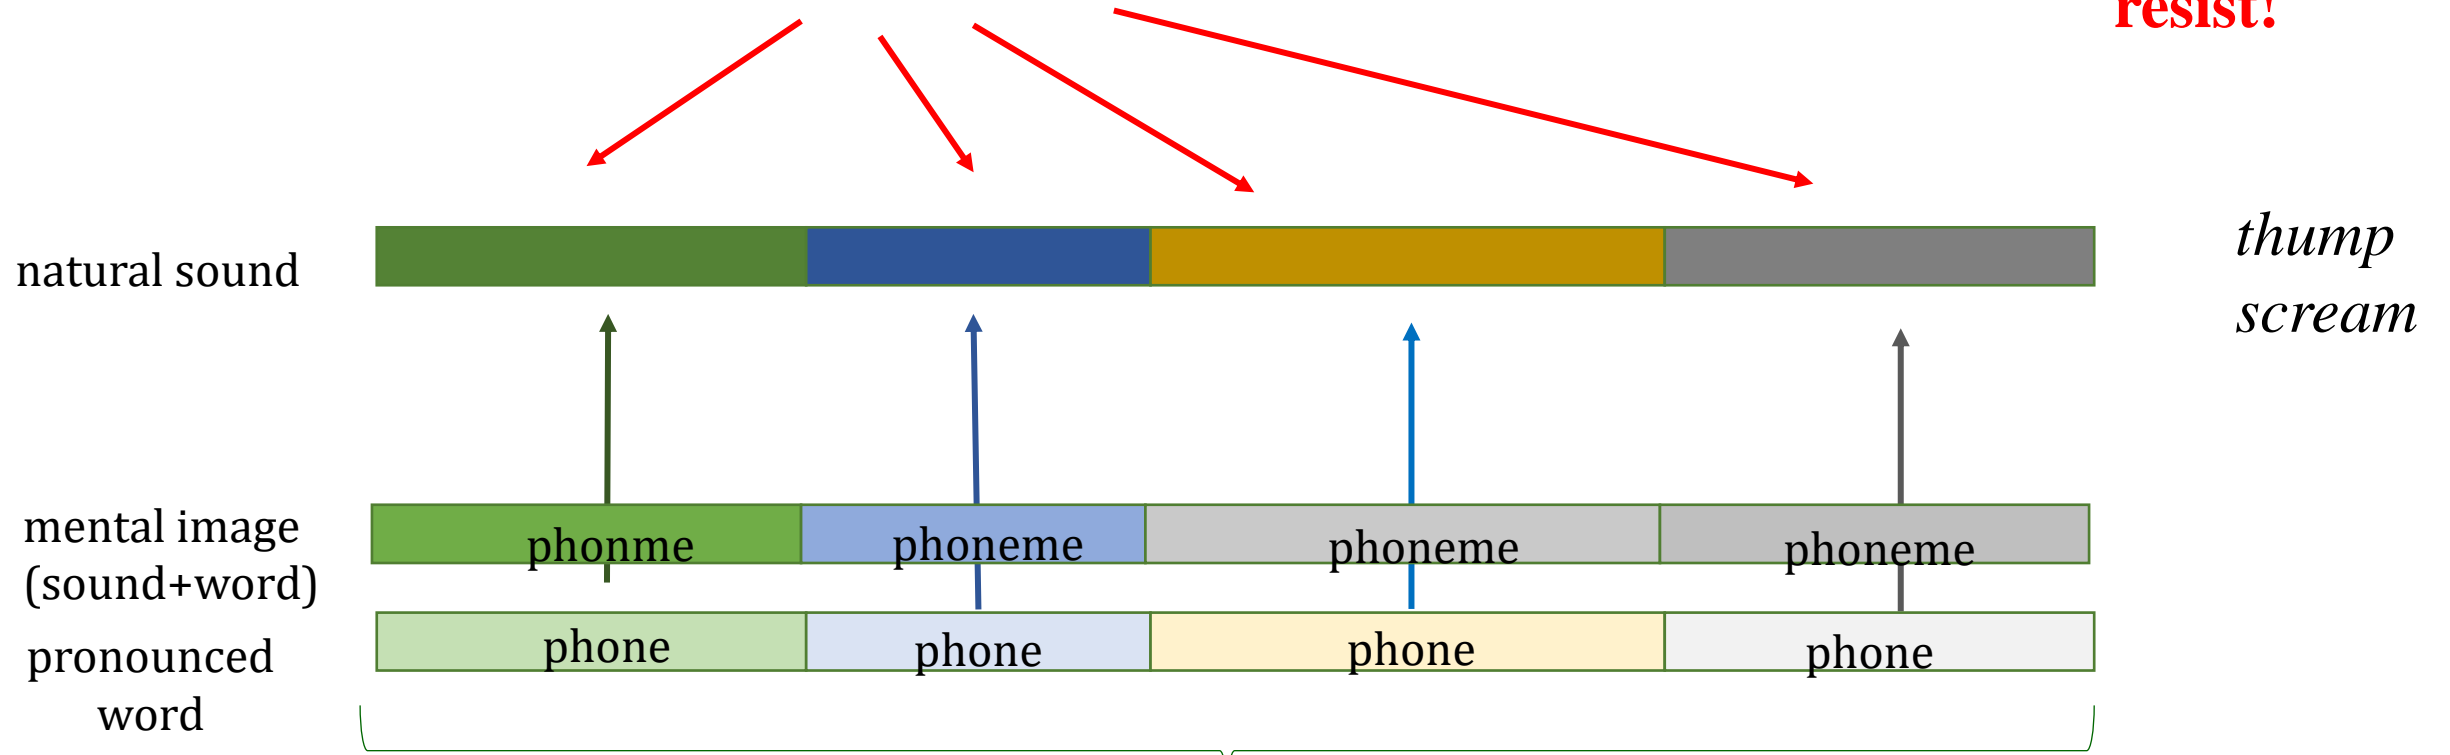 resist!
natural sound
thump
scream
mental image
(sound+word)
phonme
phoneme
phoneme
phoneme
pronounced
word
phone
phone
phone
phone